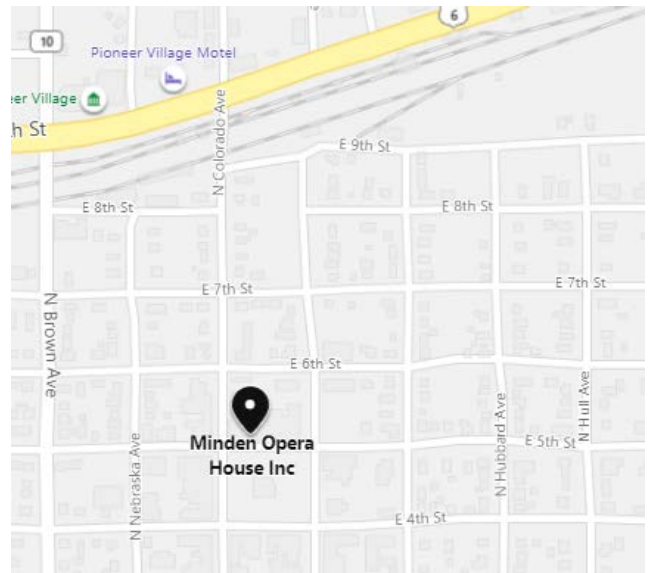 6
10
Pioneer Village Motel
er Village
h St
N Colorado Ave
E 9th St
E 8th St
E 8th St
E 7th St
E 7th St
N Brown Ave
E 6th St
N Hull Ave
N Hubbard Ave
Minden Opera
House Inc
E 5th St
N Nebraska Ave
E 4th St